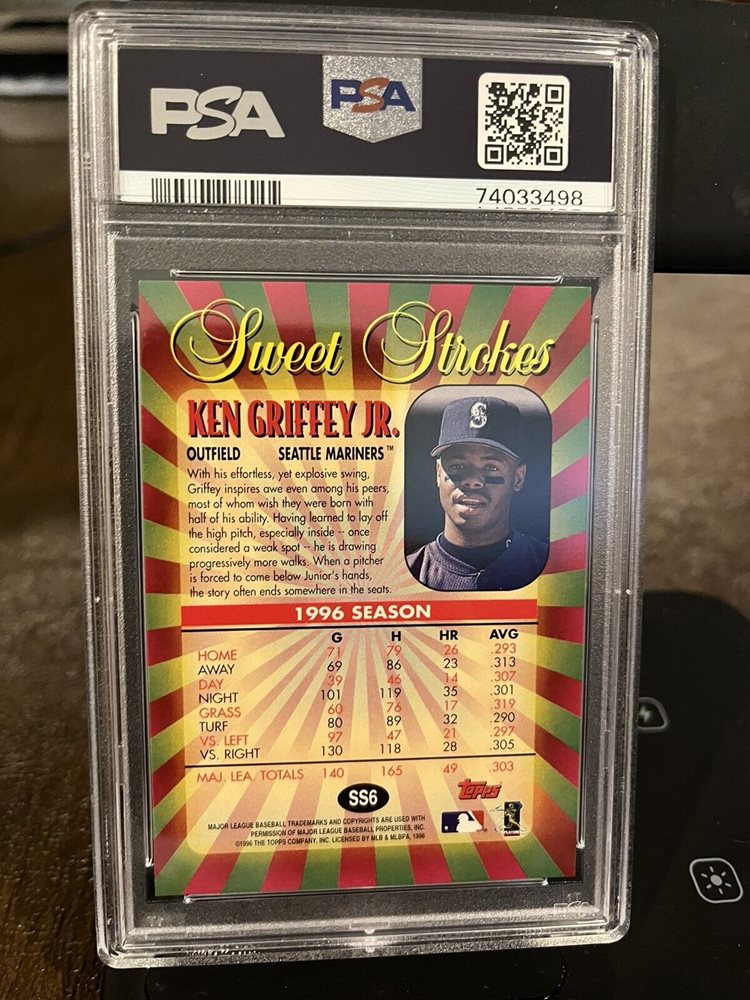 PSA
PSA
74033498
Sweet Strokes
KEN GRIFFEY JR.
OUTFIELD SEATTLE MARINERS™
With his effortless, yet explosive swing,
Griffey inspires awe even among his peers,
most of whom wish they were born with
half of his ability. Having learned to lay off
the high pitch, especially inside -- once
considered a weak spot -- he is drawing
progressively more walks. When a pitcher
is forced to come below Junior's hands,
the story often ends somewhere in the seats.
S
1996 SEASON
G H HR AVG
HOME 71 79 26 .293
AWAY 69 86 23 .313
DAY 39 46 14 .307
NIGHT 101 119 35 .301
GRASS 60 76 17 .319
TURF 80 89 32 .290
VS. LEFT 97 47 21 .297
VS. RIGHT 130 118 28 .305
MAJ. LEA. TOTALS 140 165 49 .303
SS6
TOPPS
MAJOR LEAGUE BASEBALL TRADEMARKS AND COPYRIGHTS ARE USED WITH
PERMISSION OF MAJOR LEAGUE BASEBALL PROPERTIES, INC.
©1996 THE TOPPS COMPANY, INC. LICENSED BY MLB & MLBPA, 1996